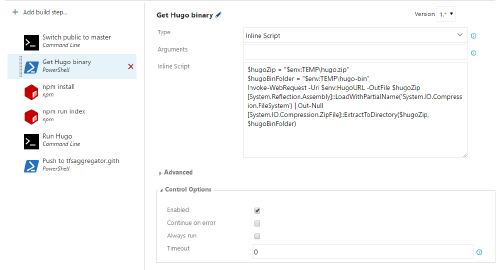 + Add build step...
Switch public to master
Command Line
Get Hugo binary
PowerShell
npm install
npm
npm run index
npm
Run Hugo
Command Line
Push to tfsaggregator.gith
PowerShell
Get Hugo binary
Version 1.*
Type
Inline Script
Arguments
Inline Script
$hugoZip = "$env:TEMP\hugo.zip"
$hugoBinFolder = "$env:TEMP\hugo-bin"
Invoke-WebRequest -Uri $env:HugoURL -OutFile $hugoZip
[System.Reflection.Assembly]::LoadWithPartialName('System.IO.Compress
ion.FileSystem') | Out-Null
[System.IO.Compression.ZipFile]::ExtractToDirectory($hugoZip,
$hugoBinFolder)
Advanced
Control Options
Enabled
Continue on error
Always run
Timeout
0